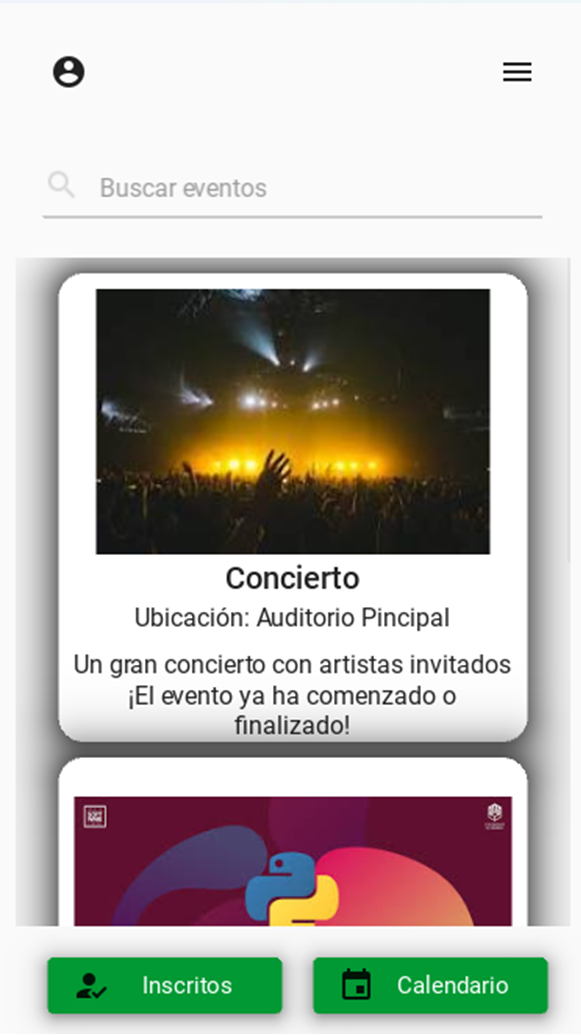 Buscar eventos
Concierto
Ubicación: Auditorio Pincipal
Un gran concierto con artistas invitados
¡El evento ya ha comenzado o
finalizado!
Inscritos
Calendario